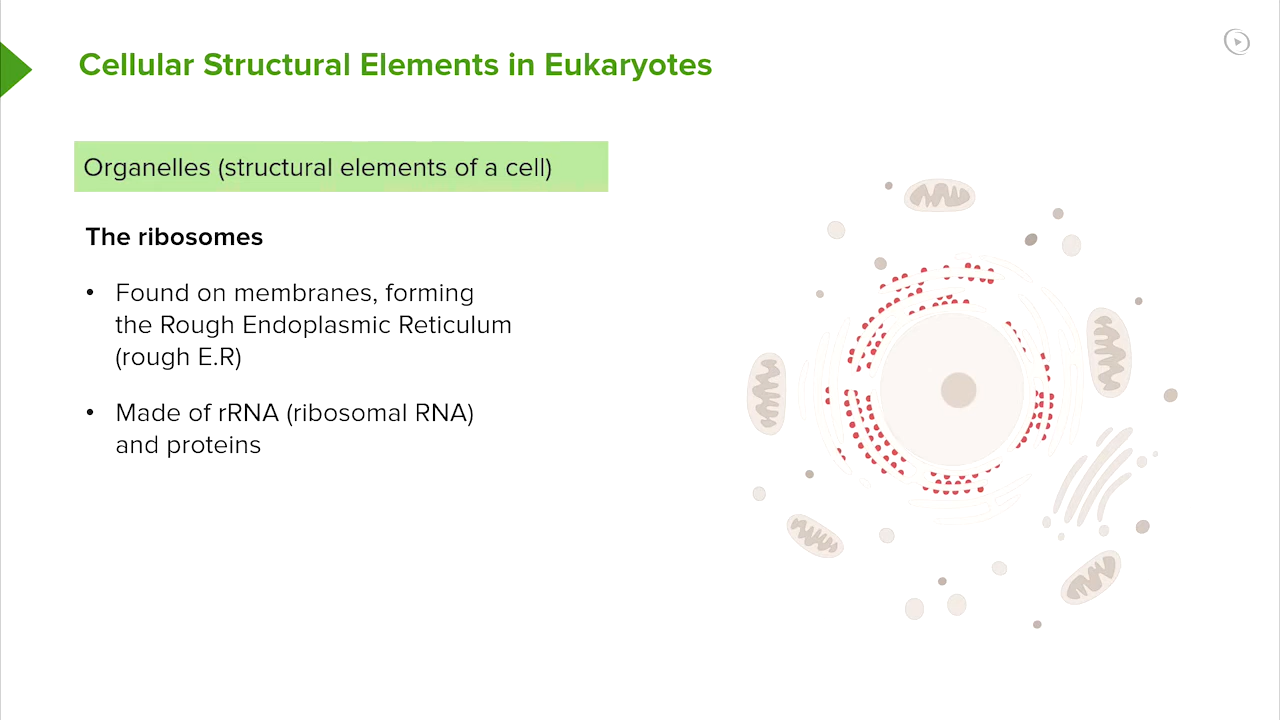 Cellular Structural Elements in Eukaryotes
Organelles (structural elements of a cell)
The ribosomes
• Found on membranes, forming
the Rough Endoplasmic Reticulum
(rough E.R)
• Made of rRNA (ribosomal RNA)
and proteins